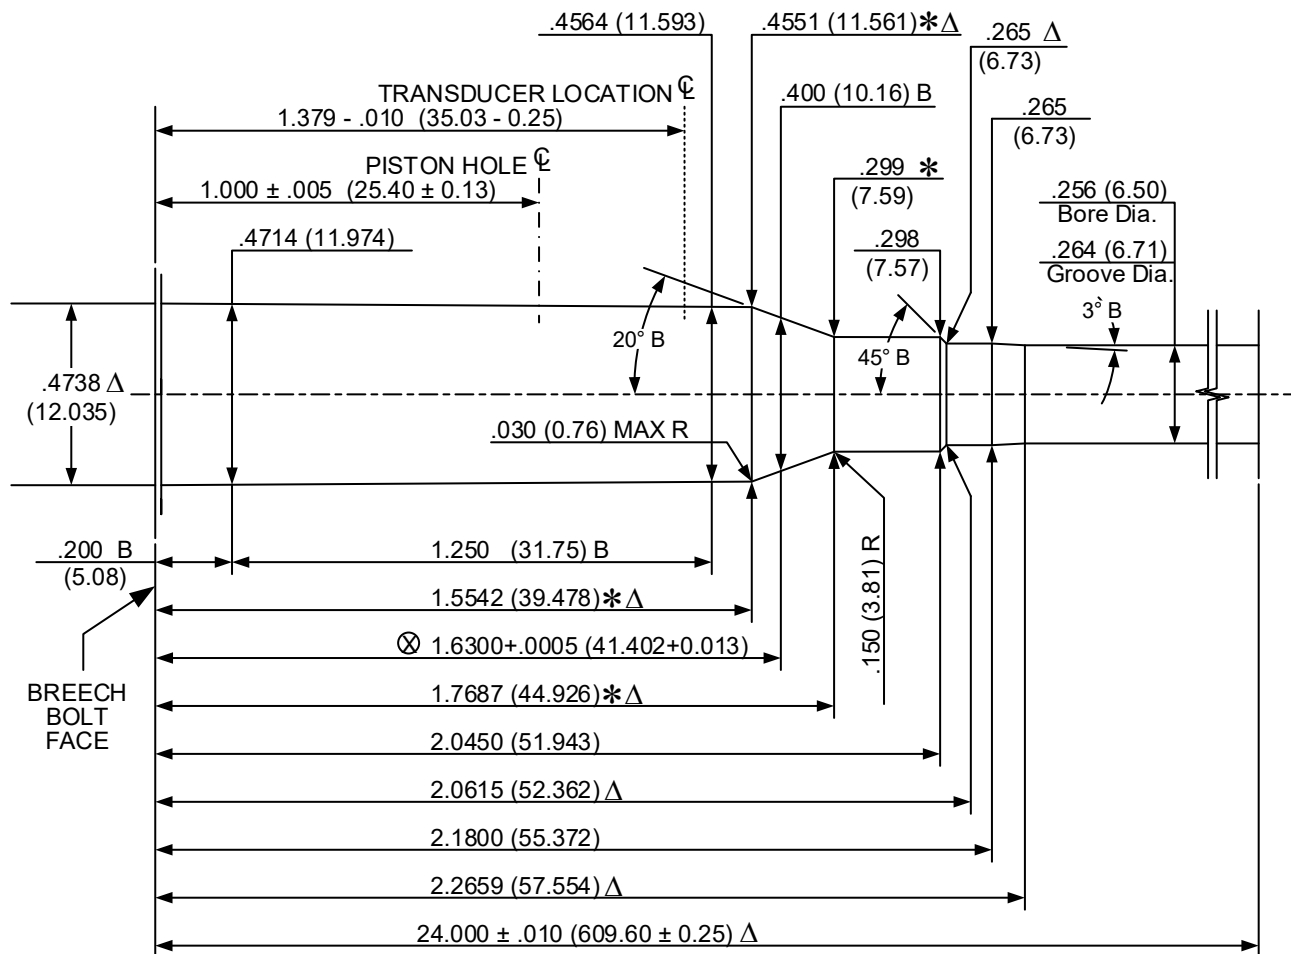 .4564 (11.593)
.4551 (11.561)✻Δ
.265 Δ
(6.73)
TRANSDUCER LOCATION ℄
1.379 - .010 (35.03 - 0.25)
.400 (10.16) B
.265
(6.73)
PISTON HOLE ℄
1.000 ± .005 (25.40 ± 0.13)
.299 ✻
(7.59)
.256 (6.50)
Bore Dia.
.4714 (11.974)
.298
(7.57)
.264 (6.71)
Groove Dia.
3° B
20° B
45° B
.4738 Δ
(12.035)
.030 (0.76) MAX R
.150 (3.81) R
.200 B
(5.08)
1.250 (31.75) B
1.5542 (39.478)✻Δ
⊗ 1.6300+.0005 (41.402+0.013)
BREECH
BOLT
FACE
1.7687 (44.926)✻Δ
2.0450 (51.943)
2.0615 (52.362) Δ
2.1800 (55.372)
2.2659 (57.554) Δ
24.000 ± .010 (609.60 ± 0.25) Δ